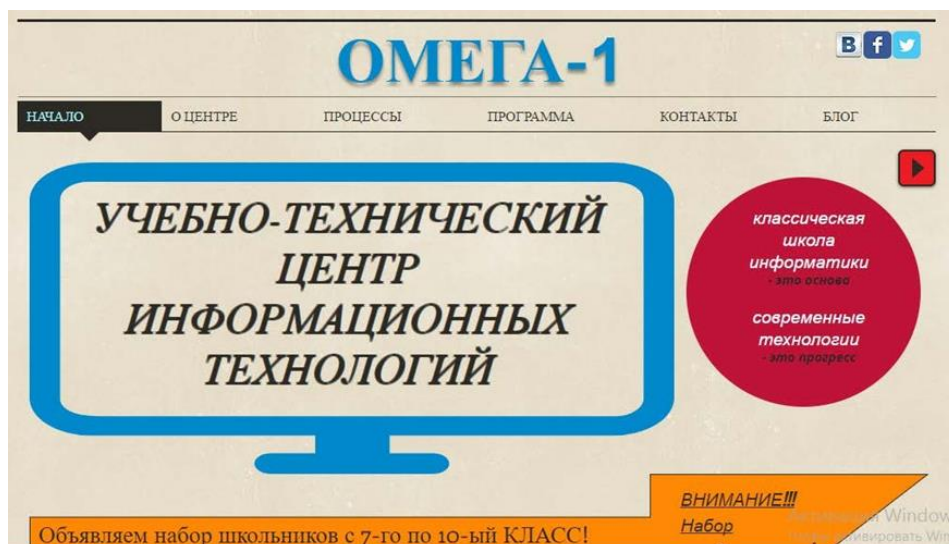 ОМЕГА-1
НАЧАЛО О ЦЕНТРЕ ПРОЦЕССЫ ПРОГРАММА КОНТАКТЫ БЛОГ
УЧЕБНО-ТЕХНИЧЕСКИЙ
ЦЕНТР
ИНФОРМАЦИОННЫХ
ТЕХНОЛОГИЙ
классическая
школа
информатики
- это основа
современные
технологии
- это прогресс
ВНИМАНИЕ!!!
Набор
Объявляем набор школьников с 7-го по 10-ый КЛАСС!